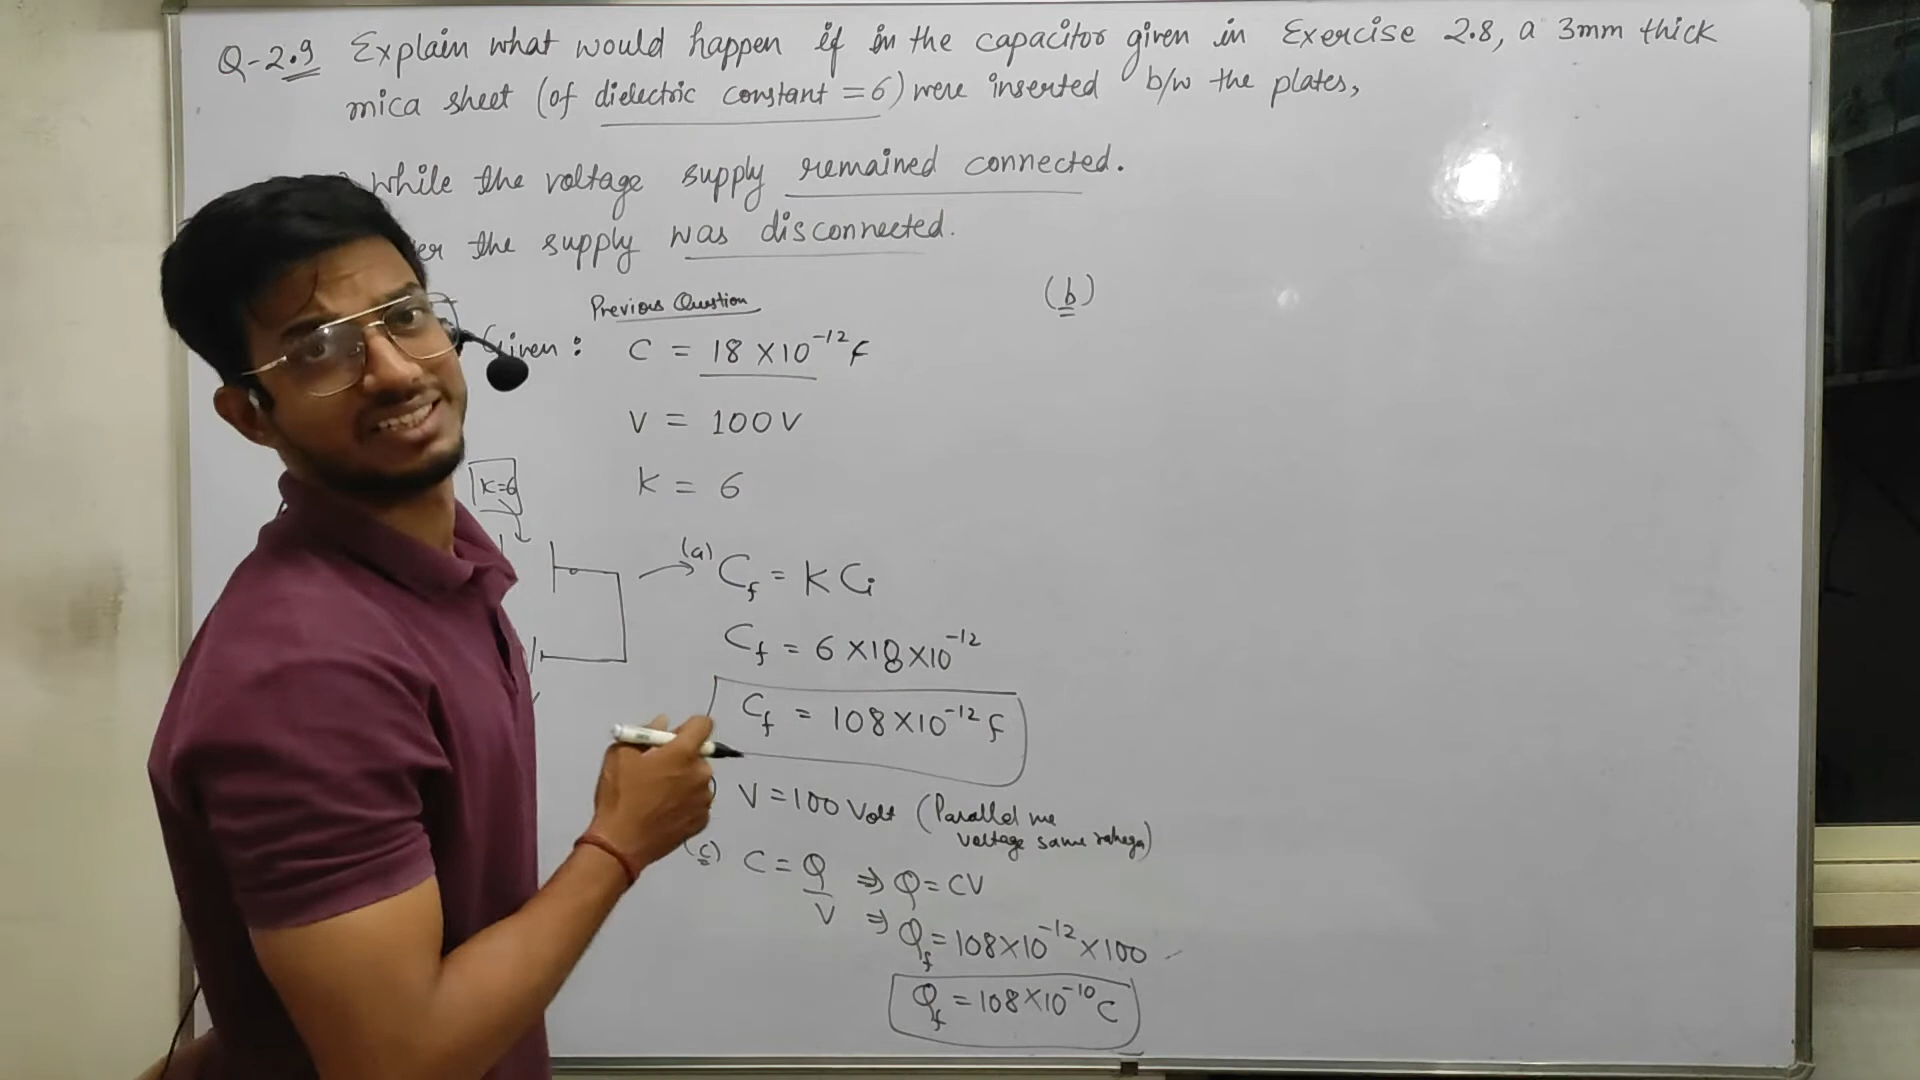 Q-2.9 Explain what would happen if in the capacitor given in Exercise 2.8, a 3mm thick
mica sheet (of dielectric constant = 6) were inserted b/w the plates,
while the voltage supply remained connected.
er the supply was disconnected.
Previous Question
(b)
Given : C = 18 × 10⁻¹² F
V = 100 V
K = 6
K=6
(a) C_f = K C_i
C_f = 6 × 18 × 10⁻¹²
C_f = 108 × 10⁻¹² F
) V = 100 Volt (Parallel me
voltage same rahega)
(c) C = Q/V ⇒ Q = CV
⇒ Q_f = 108 × 10⁻¹² × 100
Q_f = 108 × 10⁻¹⁰ C